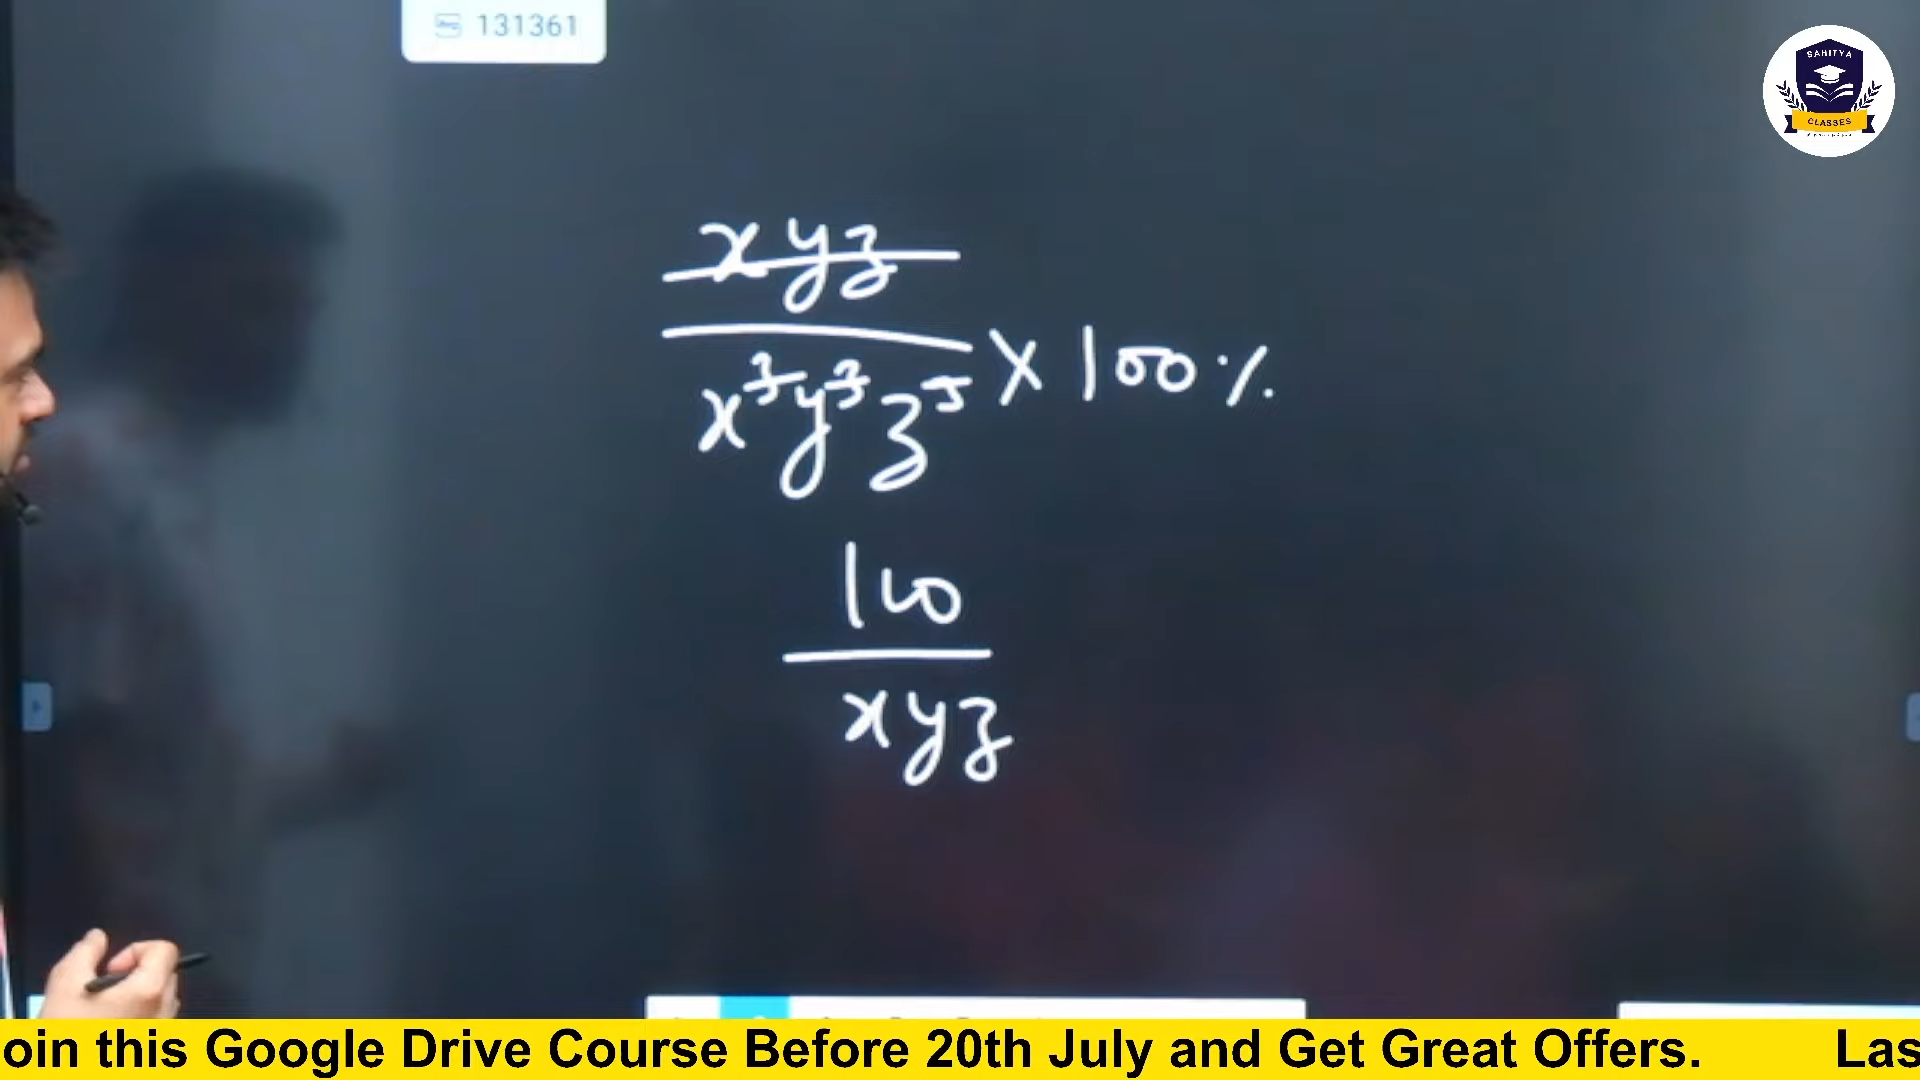 131361
SAHITYA
CLASSES
xyz
x³y³z⁵ × 100%
100
xyz
oin this Google Drive Course Before 20th July and Get Great Offers. Las